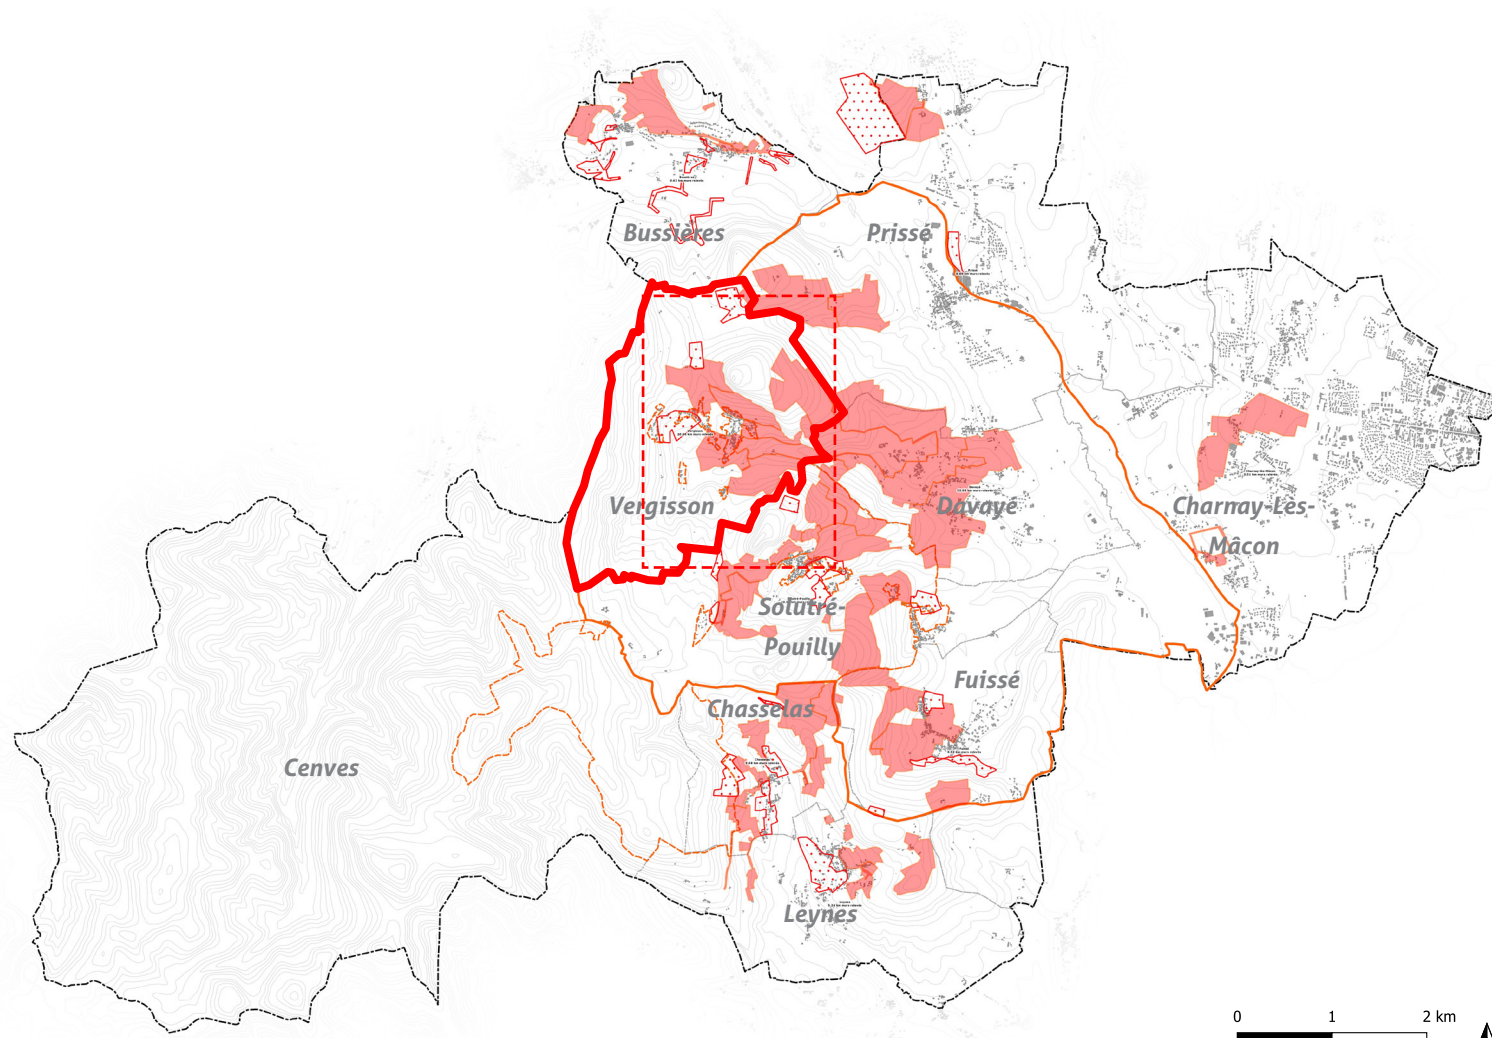 Bussières
Prissé
Vergisson
Davayé
Charnay-Lès-
Mâcon
Solutré-
Pouilly
Fuissé
Chasselas
Cenves
Leynes
0 1 2 km